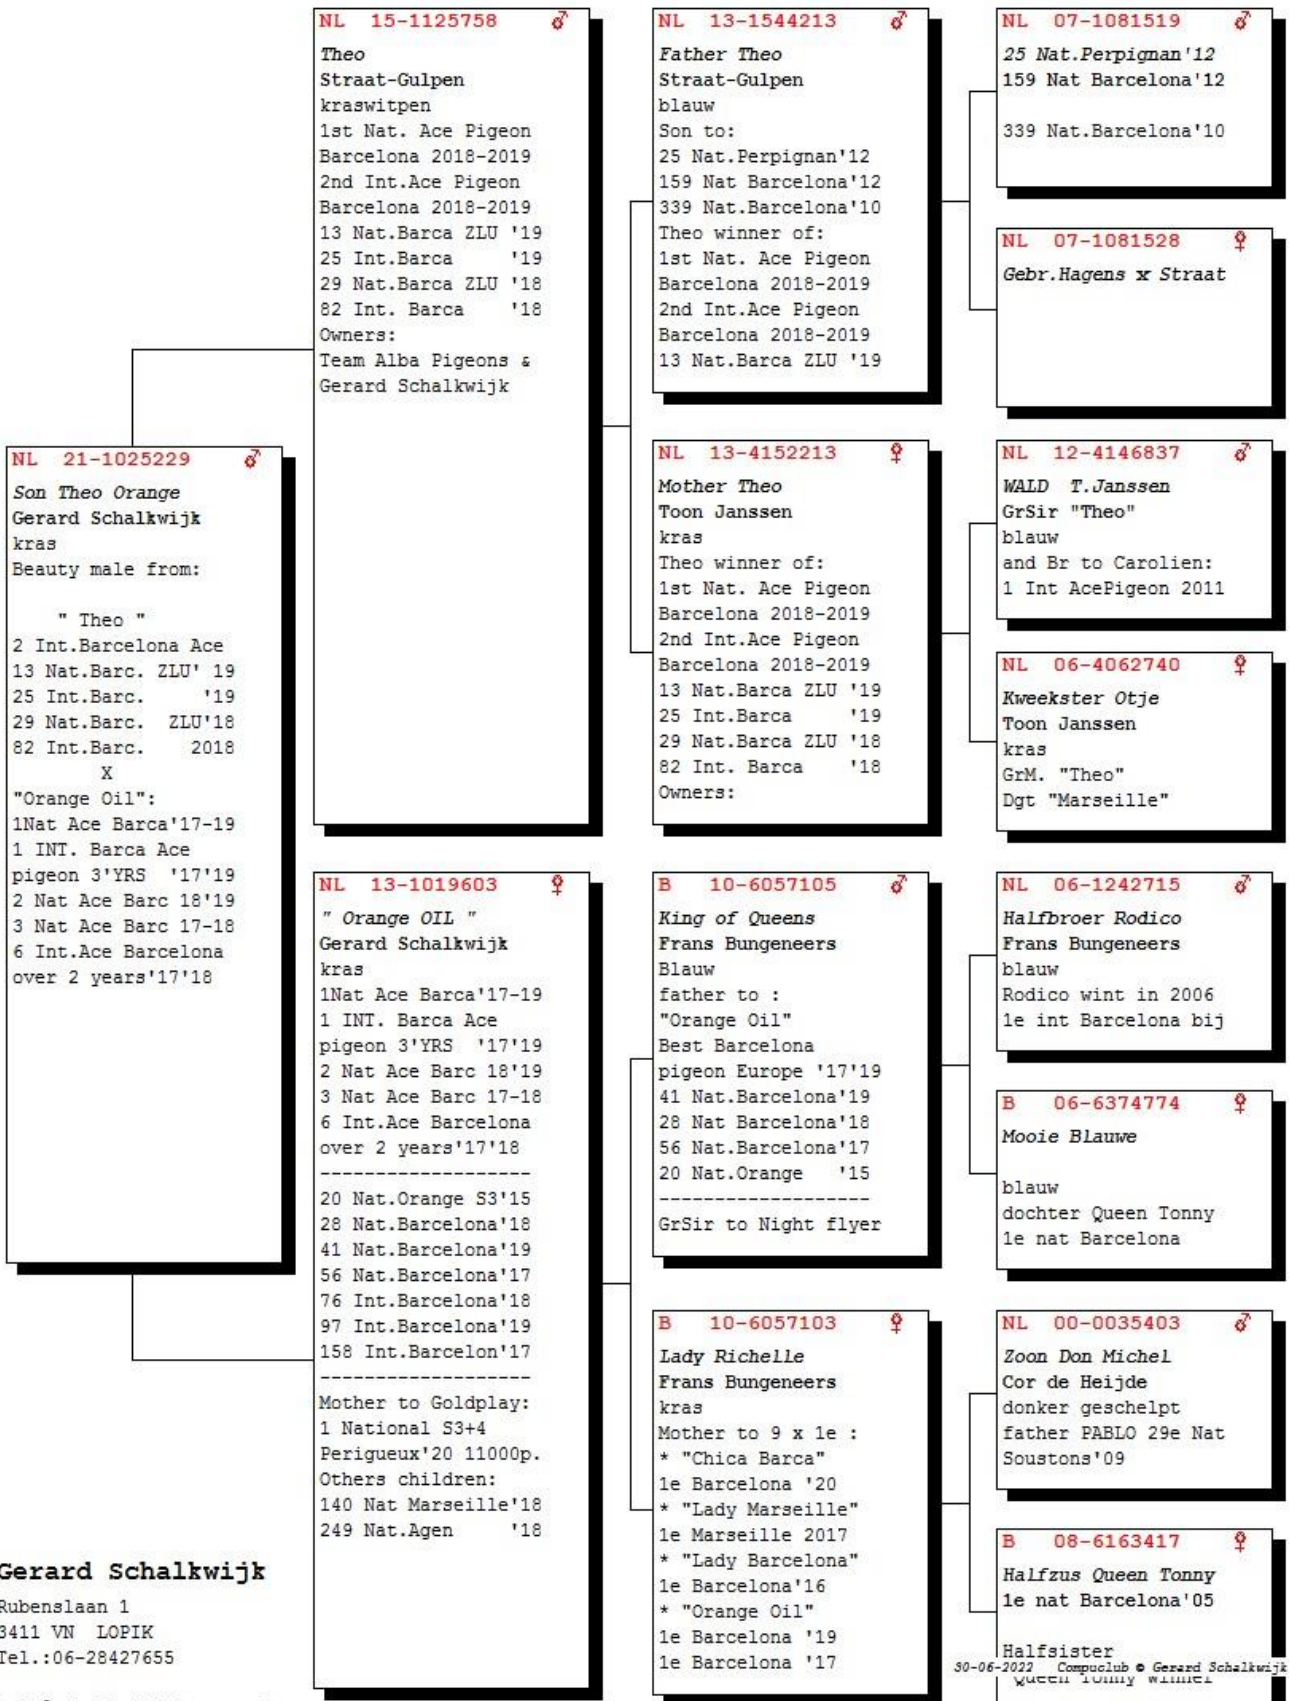 NL 21-1025229 ♂
Son Theo Orange
Gerard Schalkwijk
kras
Beauty male from:
" Theo "
2 Int.Barcelona Ace
13 Nat.Barc. ZLU' 19
25 Int.Barc. '19
29 Nat.Barc. ZLU'18
82 Int.Barc. 2018
X
"Orange Oil":
1Nat Ace Barca'17-19
1 INT. Barca Ace
pigeon 3'YRS '17'19
2 Nat Ace Barc 18'19
3 Nat Ace Barc 17-18
6 Int.Ace Barcelona
over 2 years'17'18
NL 15-1125758 ♂
Theo
Straat-Gulpen
kraswitpen
1st Nat. Ace Pigeon
Barcelona 2018-2019
2nd Int.Ace Pigeon
Barcelona 2018-2019
13 Nat.Barca ZLU '19
25 Int.Barca '19
29 Nat.Barca ZLU '18
82 Int. Barca '18
Owners:
Team Alba Pigeons &
Gerard Schalkwijk
NL 13-1019603 ♀
" Orange OIL "
Gerard Schalkwijk
kras
1Nat Ace Barca'17-19
1 INT. Barca Ace
pigeon 3'YRS '17'19
2 Nat Ace Barc 18'19
3 Nat Ace Barc 17-18
6 Int.Ace Barcelona
over 2 years'17'18
-------------------
20 Nat.Orange S3'15
28 Nat.Barcelona'18
41 Nat.Barcelona'19
56 Nat.Barcelona'17
76 Int.Barcelona'18
97 Int.Barcelona'19
158 Int.Barcelon'17
-------------------
Mother to Goldplay:
1 National S3+4
Perigueux'20 11000p.
Others children:
140 Nat Marseille'18
249 Nat.Agen '18
NL 13-1544213 ♂
Father Theo
Straat-Gulpen
blauw
Son to:
25 Nat.Perpignan'12
159 Nat Barcelona'12
339 Nat.Barcelona'10
Theo winner of:
1st Nat. Ace Pigeon
Barcelona 2018-2019
2nd Int.Ace Pigeon
Barcelona 2018-2019
13 Nat.Barca ZLU '19
NL 13-4152213 ♀
Mother Theo
Toon Janssen
kras
Theo winner of:
1st Nat. Ace Pigeon
Barcelona 2018-2019
2nd Int.Ace Pigeon
Barcelona 2018-2019
13 Nat.Barca ZLU '19
25 Int.Barca '19
29 Nat.Barca ZLU '18
82 Int. Barca '18
Owners:
B 10-6057105 ♂
King of Queens
Frans Bungeneers
Blauw
father to :
"Orange Oil"
Best Barcelona
pigeon Europe '17'19
41 Nat.Barcelona'19
28 Nat Barcelona'18
56 Nat.Barcelona'17
20 Nat.Orange '15
-------------------
GrSir to Night flyer
B 10-6057103 ♀
Lady Richelle
Frans Bungeneers
kras
Mother to 9 x 1e :
* "Chica Barca"
1e Barcelona '20
* "Lady Marseille"
1e Marseille 2017
* "Lady Barcelona"
1e Barcelona'16
* "Orange Oil"
1e Barcelona '19
1e Barcelona '17
NL 07-1081519 ♂
25 Nat.Perpignan'12
159 Nat Barcelona'12
339 Nat.Barcelona'10
NL 07-1081528 ♀
Gebr.Hagens x Straat
NL 12-4146837 ♂
WALD T.Janssen
GrSir "Theo"
blauw
and Br to Carolien:
1 Int AcePigeon 2011
NL 06-4062740 ♀
Kweekster Otje
Toon Janssen
kras
GrM. "Theo"
Dgt "Marseille"
NL 06-1242715 ♂
Halfbroer Rodico
Frans Bungeneers
blauw
Rodico wint in 2006
1e int Barcelona bij
B 06-6374774 ♀
Mooie Blauwe
blauw
dochter Queen Tonny
1e nat Barcelona
NL 00-0035403 ♂
Zoon Don Michel
Cor de Heijde
donker geschelpt
father PABLO 29e Nat
Soustons'09
B 08-6163417 ♀
Halfzus Queen Tonny
1e nat Barcelona'05
Halfsister
Queen Tonny winner
Gerard Schalkwijk
Rubenslaan 1
3411 VN LOPIK
Tel.:06-28427655
30-06-2022 Compuclub © Gerard Schalkwijk